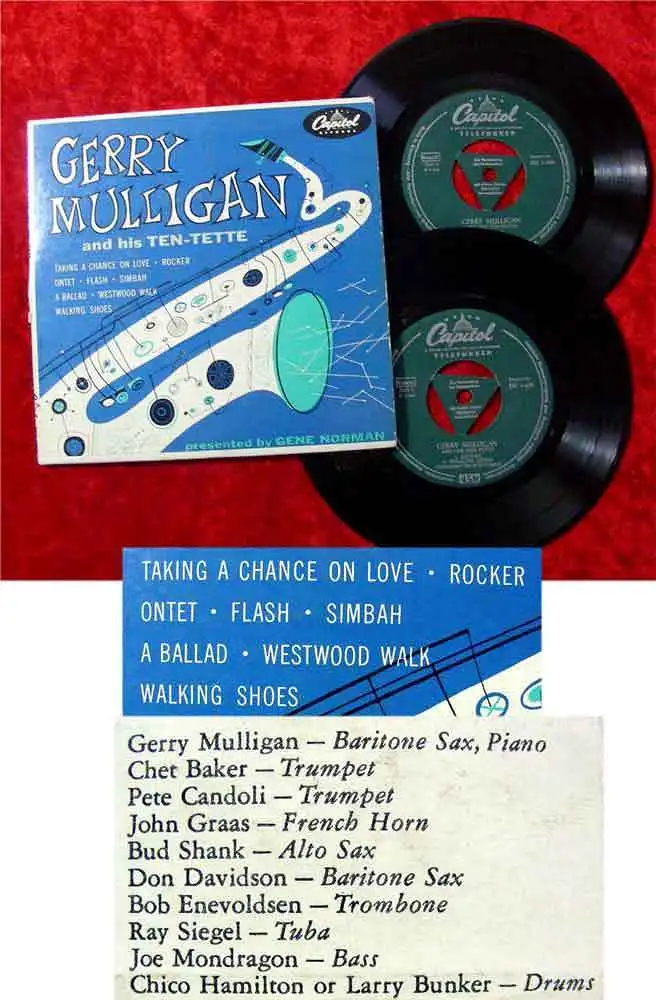 Capitol
RECORDS
GERRY
MULLIGAN
and his TEN-TETTE
TAKING A CHANCE ON LOVE · ROCKER
ONTET · FLASH · SIMBAH
A BALLAD · WESTWOOD WALK
WALKING SHOES
presented by GENE NORMAN
Capitol
TELEFUNKEN
GERRY MULLIGAN
Capitol
TELEFUNKEN
GERRY MULLIGAN
TAKING A CHANCE ON LOVE · ROCKER
ONTET · FLASH · SIMBAH
A BALLAD · WESTWOOD WALK
WALKING SHOES
Gerry Mulligan — Baritone Sax, Piano
Chet Baker — Trumpet
Pete Candoli — Trumpet
John Graas — French Horn
Bud Shank — Alto Sax
Don Davidson — Baritone Sax
Bob Enevoldsen — Trombone
Ray Siegel — Tuba
Joe Mondragon — Bass
Chico Hamilton or Larry Bunker — Drums